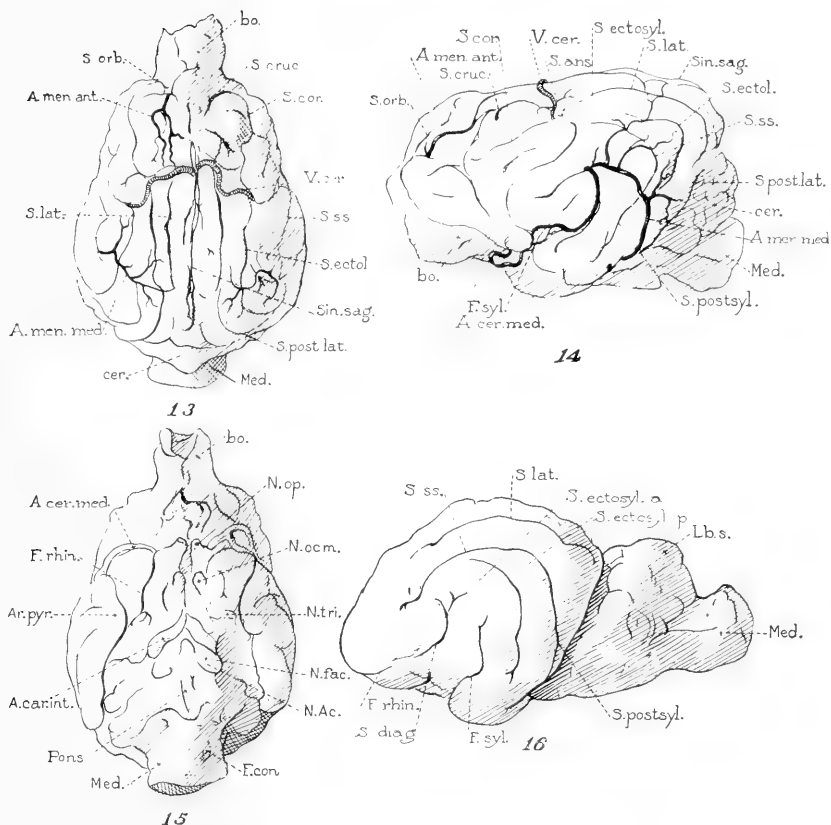 bo.
S orb.
S cruc
A. men ant.
S. cor.
S. lat.
S ss
S. ectol
Sin. sag.
A. men. med.
S. post lat.
cer.
Med.
13
S con
V. cer.
S ectosyl.
A men ant.
S. ans
S. lat.
S. cruc.
Sin. sag
S. orb.
S. ectol.
S. ss.
S. post. lat.
cer.
A mer med
Med.
bo.
F. syl.
S. postsyl.
A cer. med.
14
bo.
N. op.
A cer. med.
F. rhin.
N. ocm.
Ar. pyr.
N. tri.
N. fac.
A. car. int.
N. Ac.
Pons
F. con
Med.
15
S lat.
S ss.
S. ectosyl. a
Lb. s.
Med.
F rhin.
S. postsyl.
S diag
F. syl.
16